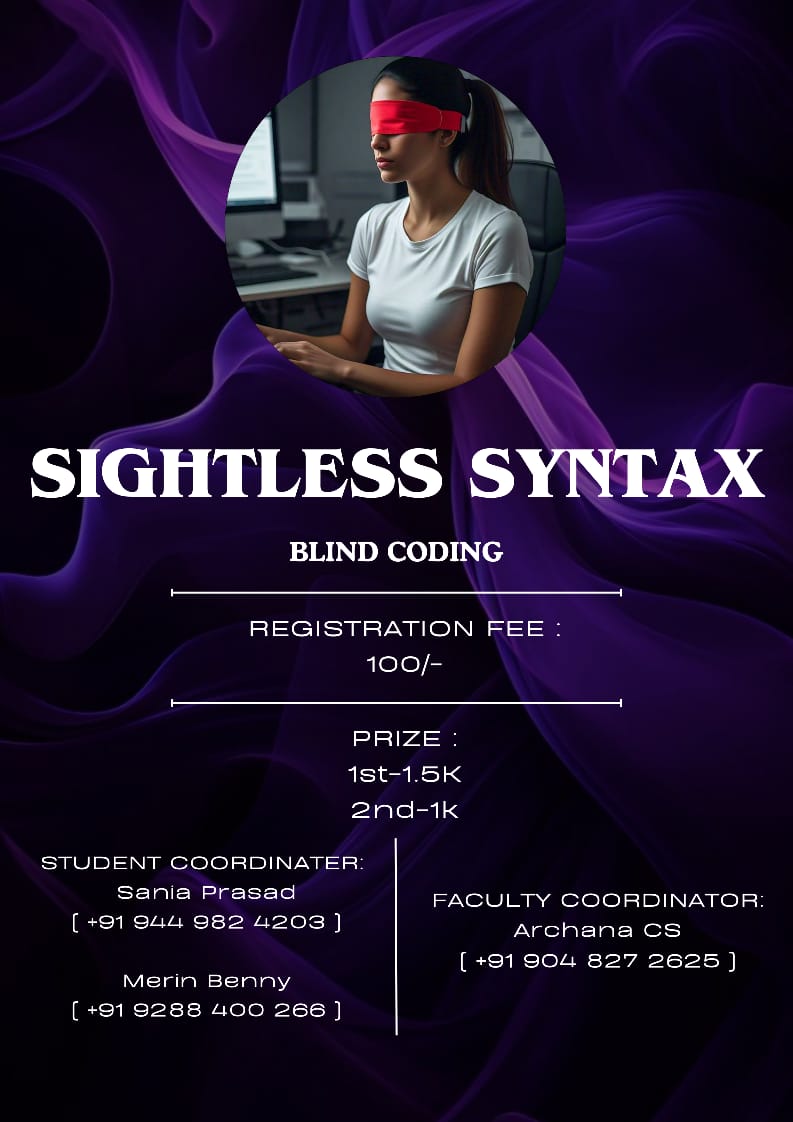 SIGHTLESS SYNTAX
BLIND CODING
REGISTRATION FEE :
100/-
PRIZE :
1st-1.5K
2nd-1k
STUDENT COORDINATER:
Sania Prasad
( +91 944 982 4203 )
Merin Benny
( +91 9288 400 266 )
FACULTY COORDINATOR:
Archana CS
( +91 904 827 2625 )